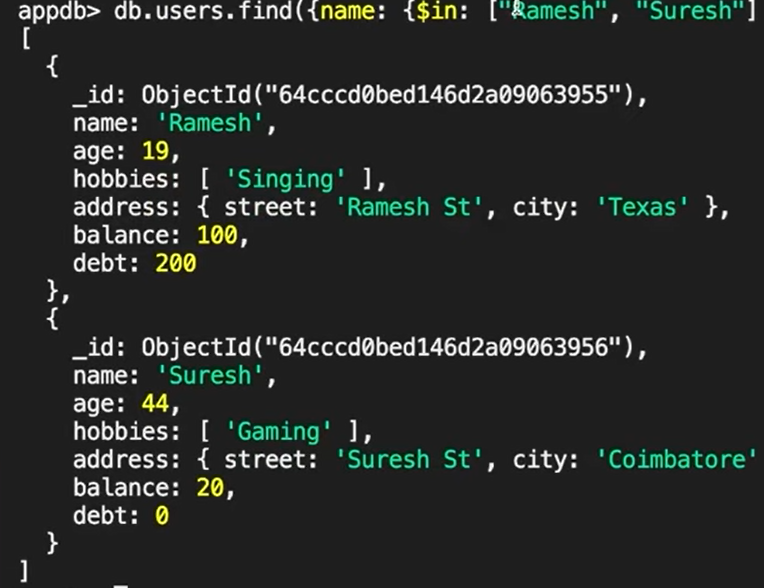 appdb> db.users.find({name: {$in: ["Ramesh", "Suresh"]
[
  {
    _id: ObjectId("64cccd0bed146d2a09063955"),
    name: 'Ramesh',
    age: 19,
    hobbies: [ 'Singing' ],
    address: { street: 'Ramesh St', city: 'Texas' },
    balance: 100,
    debt: 200
  },
  {
    _id: ObjectId("64cccd0bed146d2a09063956"),
    name: 'Suresh',
    age: 44,
    hobbies: [ 'Gaming' ],
    address: { street: 'Suresh St', city: 'Coimbatore'
    balance: 20,
    debt: 0
  }
]